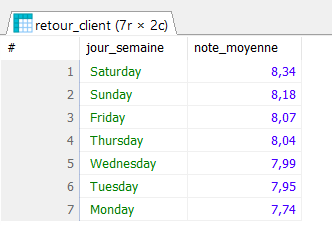 retour_client (7r × 2c)
# jour_semaine note_moyenne
1 Saturday 8,34
2 Sunday 8,18
3 Friday 8,07
4 Thursday 8,04
5 Wednesday 7,99
6 Tuesday 7,95
7 Monday 7,74